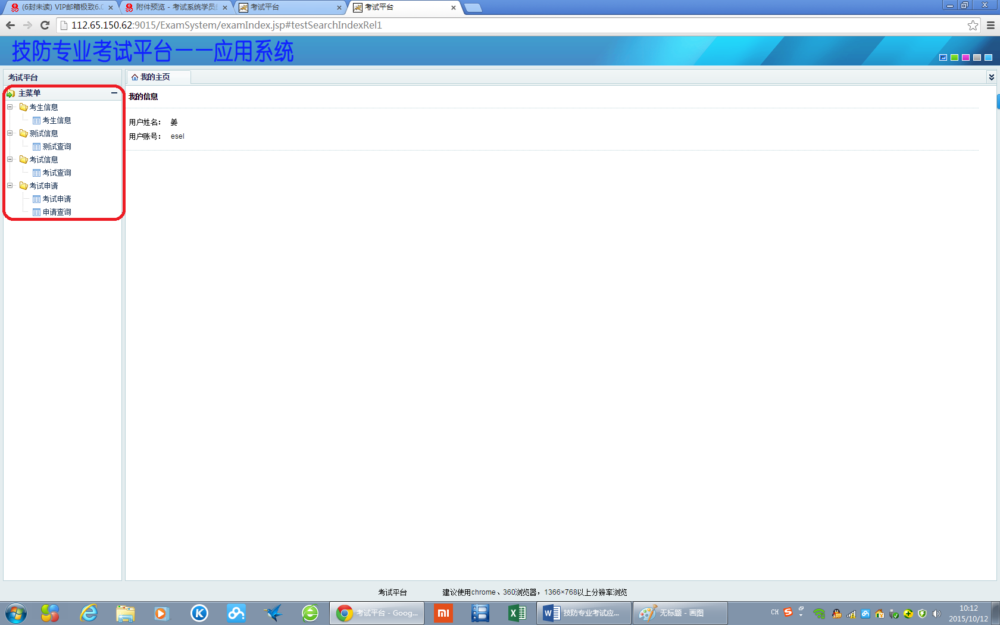 (6封未读) VIP邮箱极致6.0
附件预览 - 考试系统学员
考试平台
考试平台
112.65.150.62:9015/ExamSystem/examIndex.jsp#testSearchIndexRel1
技防专业考试平台——应用系统
考试平台
我的主页
主菜单
考生信息
考生信息
测试信息
测试查询
考试信息
考试查询
考试申请
考试申请
申请查询
我的信息
用户姓名： 姜
用户账号： esel
考试平台 建议使用chrome、360浏览器，1366×768以上分辨率浏览
考试平台 - Goog...
技防专业考试应...
无标题 - 画图
CH
10:12
2015/10/12